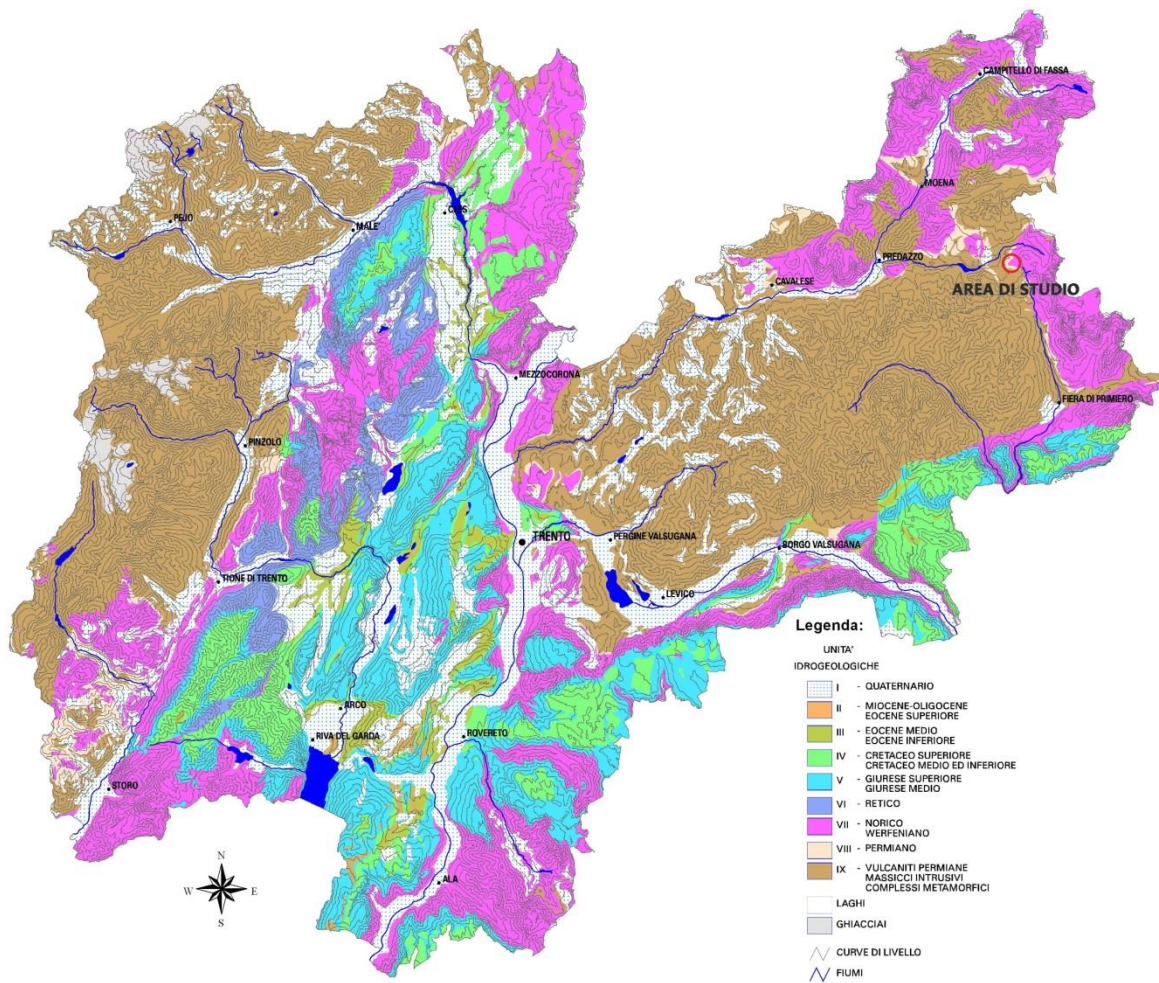 CAMPITELLO DI FASSA
MOENA
PEJO
CLES
MALE'
PREDAZZO
CAVALESE
AREA DI STUDIO
MEZZOCORONA
FIERA DI PRIMIERO
PINZOLO
TRENTO
PERGINE VALSUGANA
BORGO VALSUGANA
TIONE DI TRENTO
LEVICO
ARCO
RIVA DEL GARDA
ROVERETO
STORO
ALA
N
W E
S
Legenda:
UNITA'
IDROGEOLOGICHE
I - QUATERNARIO
II - MIOCENE-OLIGOCENE
EOCENE SUPERIORE
III - EOCENE MEDIO
EOCENE INFERIORE
IV - CRETACEO SUPERIORE
CRETACEO MEDIO ED INFERIORE
V - GIURESE SUPERIORE
GIURESE MEDIO
VI - RETICO
VII - NORICO
WERFENIANO
VIII - PERMIANO
IX - VULCANITI PERMIANE
MASSICCI INTRUSIVI
COMPLESSI METAMORFICI
LAGHI
GHIACCIAI
CURVE DI LIVELLO
FIUMI